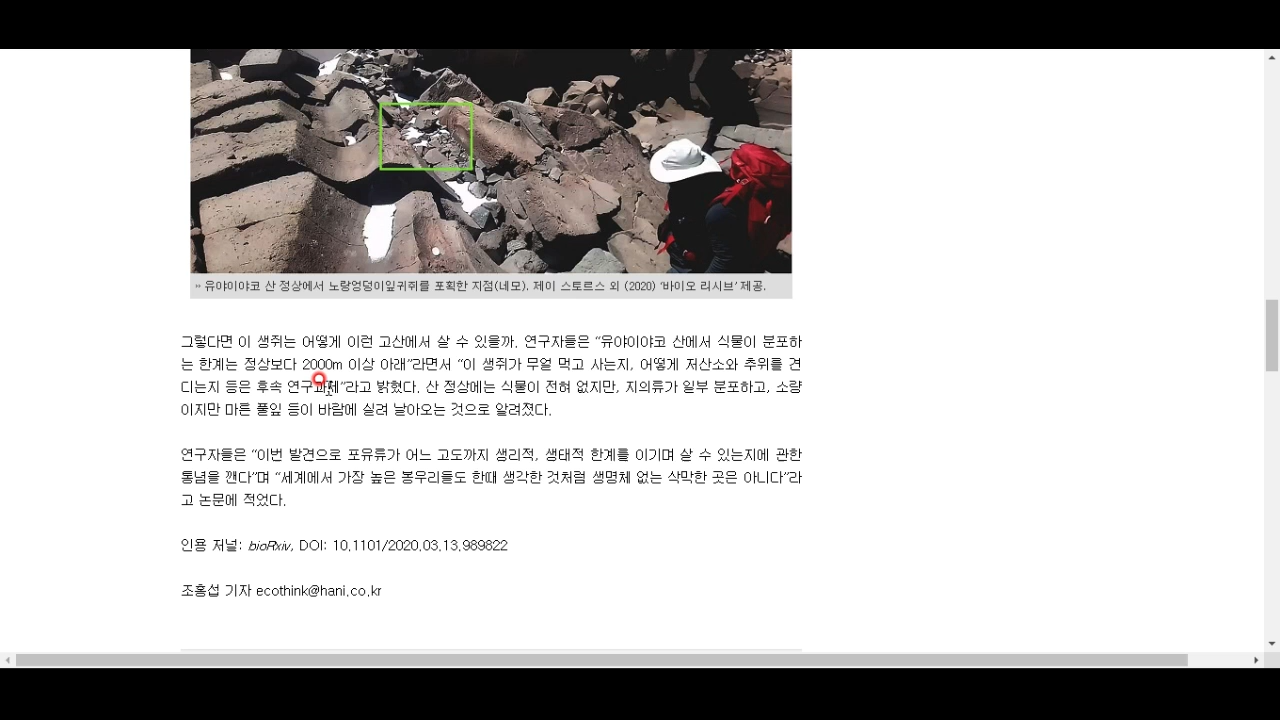 ↔ 유야이야코 산 정상에서 노랑엉덩이잎귀쥐를 포획한 지점(네모). 제이 스토르스 외 (2020) ‘바이오 리시브’ 제공.
그렇다면 이 생쥐는 어떻게 이런 고산에서 살 수 있을까. 연구자들은 “유야이야코 산에서 식물이 분포하
는 한계는 정상보다 2000m 이상 아래”라면서 “이 생쥐가 무얼 먹고 사는지, 어떻게 저산소와 추위를 견
디는지 등은 후속 연구과제”라고 밝혔다. 산 정상에는 식물이 전혀 없지만, 지의류가 일부 분포하고, 소량
이지만 마른 풀잎 등이 바람에 실려 날아오는 것으로 알려졌다.
연구자들은 “이번 발견으로 포유류가 어느 고도까지 생리적, 생태적 한계를 이기며 살 수 있는지에 관한
통념을 깬다”며 “세계에서 가장 높은 봉우리들도 한때 생각한 것처럼 생명체 없는 삭막한 곳은 아니다”라
고 논문에 적었다.
인용 저널: bioRxiv, DOI: 10.1101/2020.03.13.989822
조홍섭 기자 ecothink@hani.co.kr